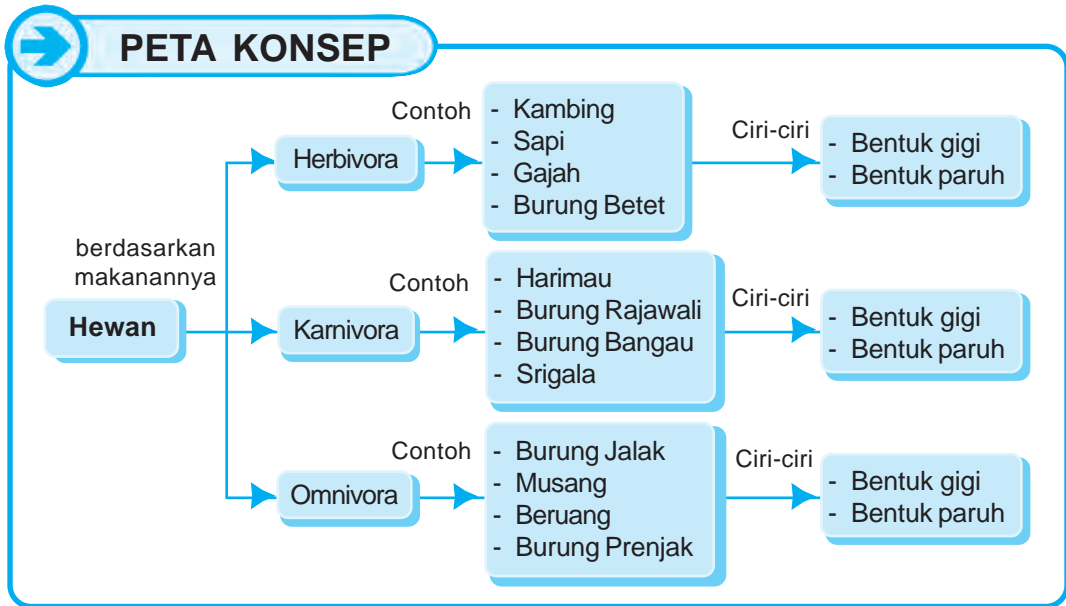 PETA KONSEP
berdasarkan
makanannya
Hewan
Herbivora
Contoh
- Kambing
- Sapi
- Gajah
- Burung Betet
Ciri-ciri
- Bentuk gigi
- Bentuk paruh
Karnivora
Contoh
- Harimau
- Burung Rajawali
- Burung Bangau
- Srigala
Ciri-ciri
- Bentuk gigi
- Bentuk paruh
Omnivora
Contoh
- Burung Jalak
- Musang
- Beruang
- Burung Prenjak
Ciri-ciri
- Bentuk gigi
- Bentuk paruh